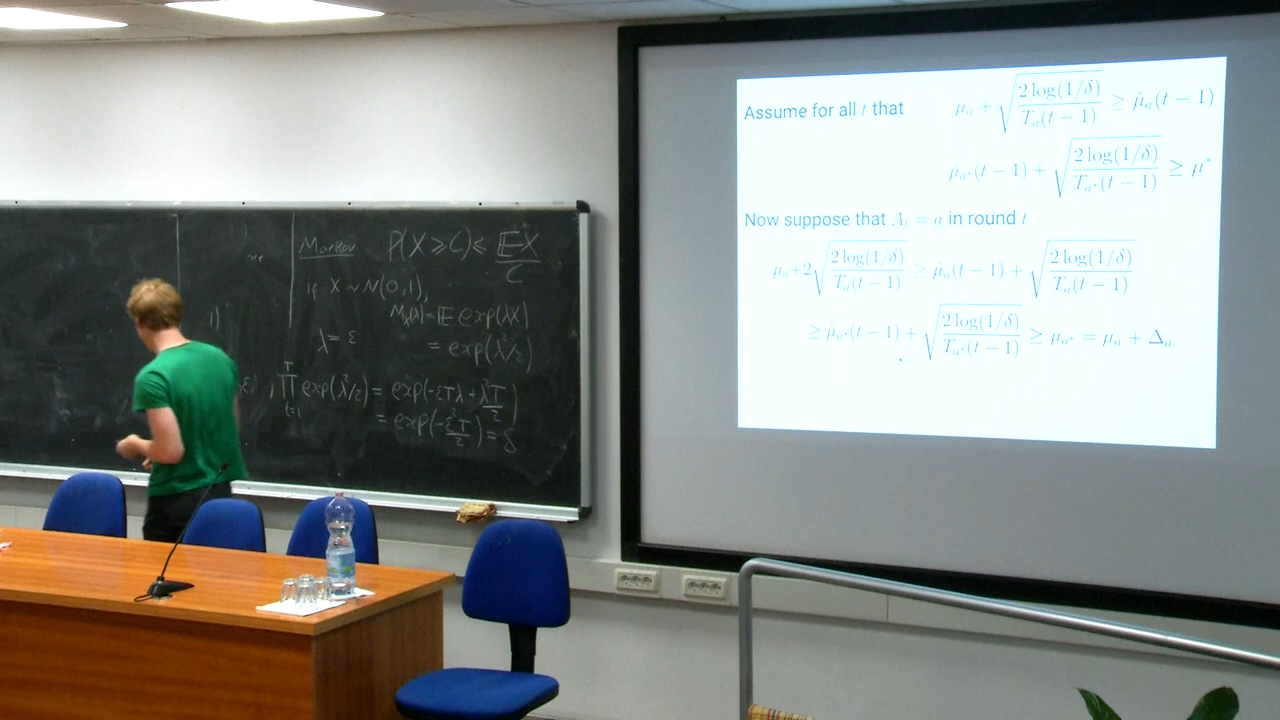 Markov P(X ≥ C) ≤ EX/C
if X ~ N(0,1),
M_X(λ) = E exp(λX)
λ = ε
= exp(λ²/2)
∏_{t=1}^{T} exp(λ²/2) = exp(-εTλ + λ²T/2)
= exp(-ε²T/2) = δ
Assume for all t that μ_a + √(2 log(1/δ)/T_a(t − 1)) ≥ μ̂_a(t − 1)
μ̂_{a*}(t − 1) + √(2 log(1/δ)/T_{a*}(t − 1)) ≥ μ*
Now suppose that A_t = a in round t
μ_a+2√(2 log(1/δ)/T_a(t − 1)) ≥ μ̂_a(t − 1) + √(2 log(1/δ)/T_a(t − 1))
≥ μ̂_{a*}(t − 1) + √(2 log(1/δ)/T_{a*}(t − 1)) ≥ μ_{a*} = μ_a + Δ_a